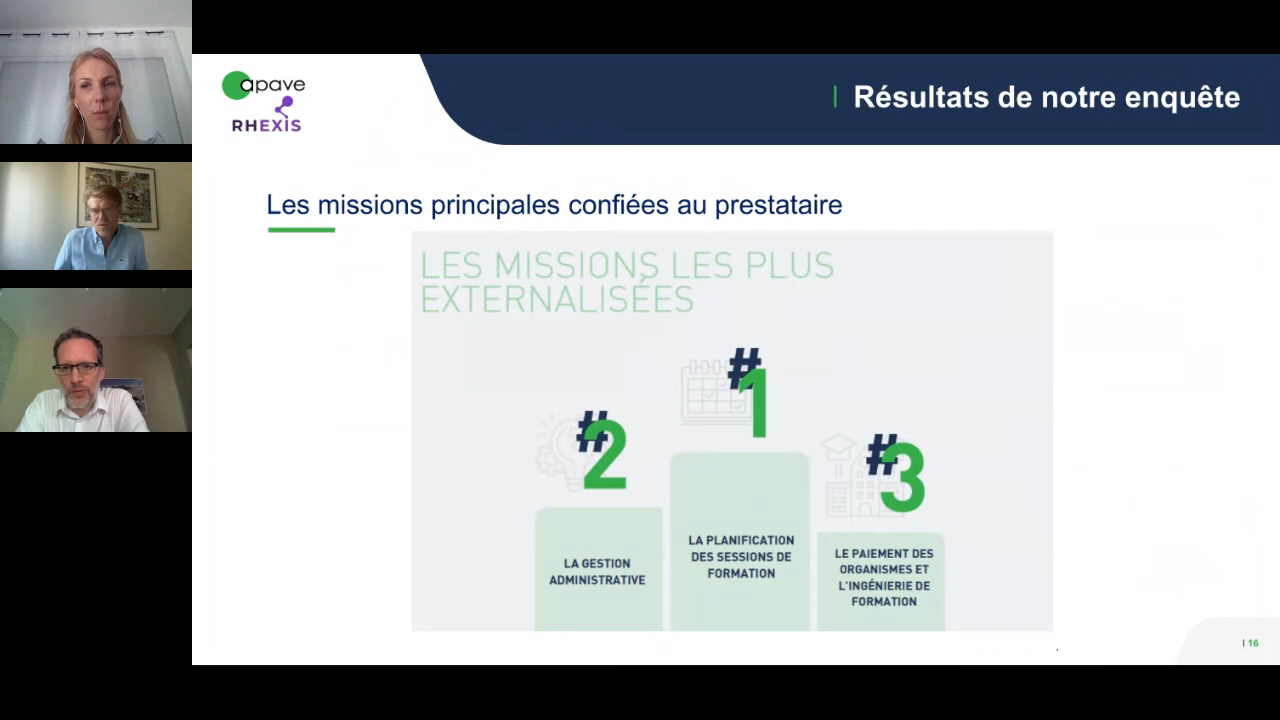 apave
RHEXIS
Résultats de notre enquête
Les missions principales confiées au prestataire
LES MISSIONS LES PLUS
EXTERNALISÉES
#1
#2
#3
LA PLANIFICATION
DES SESSIONS DE
FORMATION
LA GESTION
ADMINISTRATIVE
LE PAIEMENT DES
ORGANISMES ET
L'INGÉNIERIE DE
FORMATION
I 16